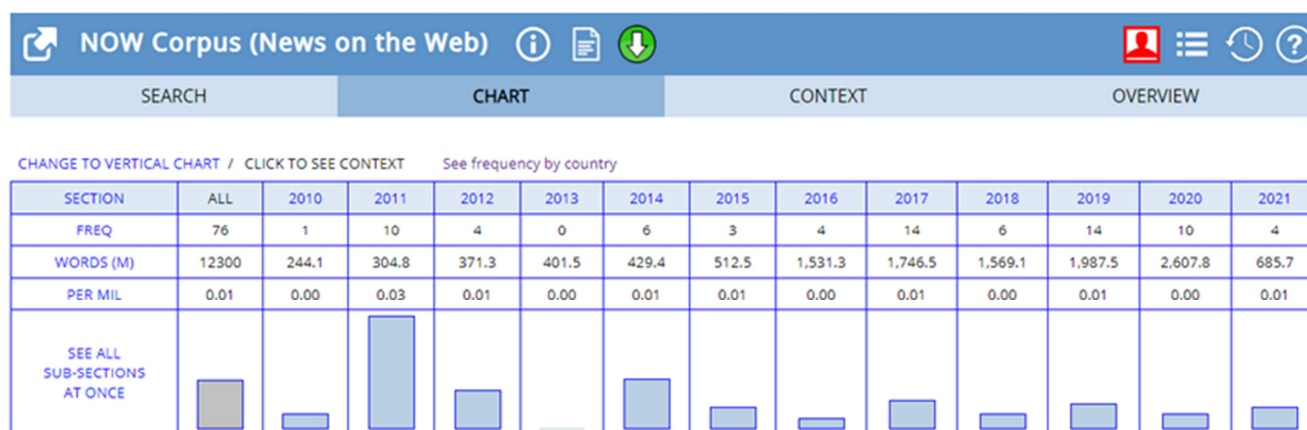 NOW Corpus (News on the Web)
SEARCH CHART CONTEXT OVERVIEW
CHANGE TO VERTICAL CHART / CLICK TO SEE CONTEXT See frequency by country
SECTION ALL 2010 2011 2012 2013 2014 2015 2016 2017 2018 2019 2020 2021
FREQ 76 1 10 4 0 6 3 4 14 6 14 10 4
WORDS (M) 12300 244.1 304.8 371.3 401.5 429.4 512.5 1,531.3 1,746.5 1,569.1 1,987.5 2,607.8 685.7
PER MIL 0.01 0.00 0.03 0.01 0.00 0.01 0.01 0.00 0.01 0.00 0.01 0.00 0.01
SEE ALL
SUB-SECTIONS
AT ONCE